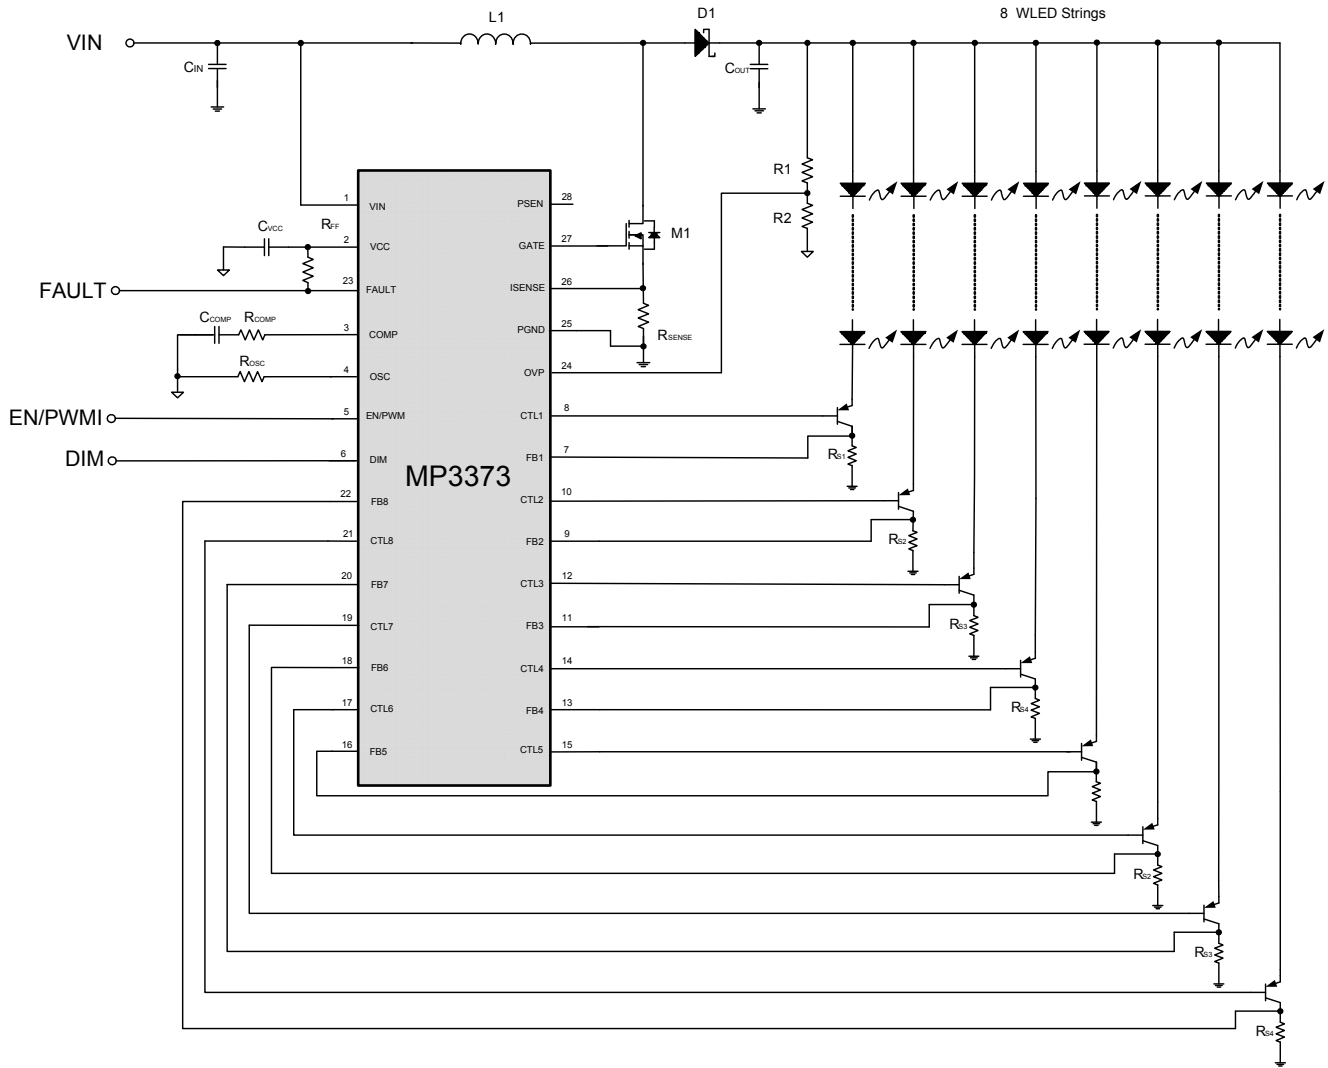 8 WLED Strings
L1
D1
VIN
CIN
COUT
R1
R2
1
VIN
PSEN
28
CVCC
RFF
2
VCC
GATE
27
M1
FAULT
23
FAULT
ISENSE
26
CCOMP
RCOMP
3
COMP
PGND
25
RSENSE
ROSC
4
OSC
OVP
24
EN/PWMI
5
EN/PWM
CTL1
8
DIM
6
DIM
FB1
7
RS1
MP3373
22
FB8
CTL2
10
21
CTL8
FB2
9
RS2
20
FB7
CTL3
12
19
CTL7
FB3
11
RS3
18
FB6
CTL4
14
17
CTL6
FB4
13
RS4
16
FB5
CTL5
15
RS2
RS3
RS4